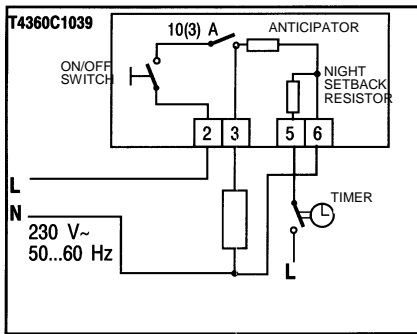 T4360C1039
10(3) A
ANTICIPATOR
ON/OFF
SWITCH
NIGHT
SETBACK
RESISTOR
2 3 5 6
L
N
TIMER
230 V~
50...60 Hz
L